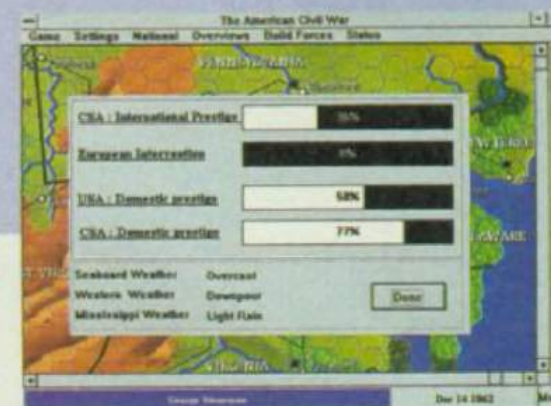 The American Civil War
Game Settings National Overviews Build Forces Status
PENNSYLVANIA
CSA : International Prestige 35%
European Intervention
USA : Domestic prestige 58%
CSA : Domestic prestige 77%
Seaboard Weather Overcast
Western Weather Downpour
Mississippi Weather Light Rain
Done
Dec 14 1862